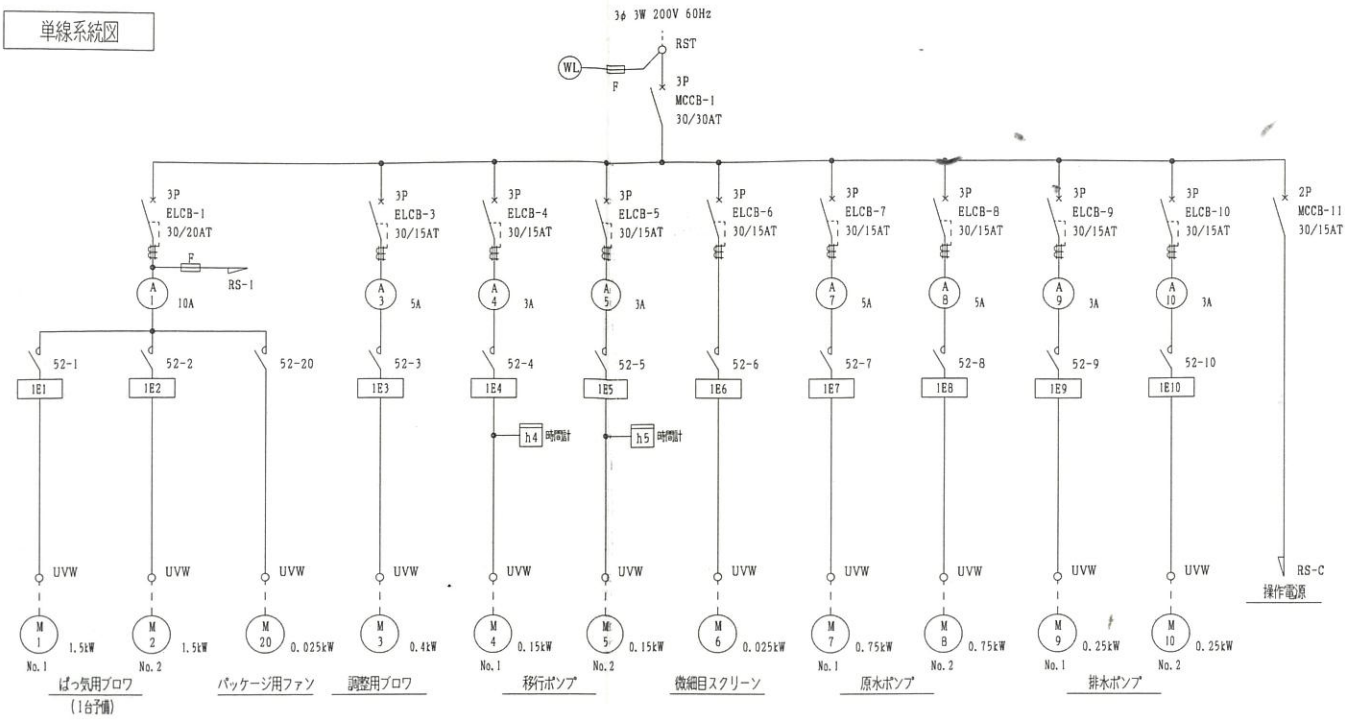 単線系統図
3φ 3W 200V 60Hz
RST
WL
F
3P
MCCB-1
30/30AT
3P
ELCB-1
30/20AT
3P
ELCB-3
30/15AT
3P
ELCB-4
30/15AT
3P
ELCB-5
30/15AT
3P
ELCB-6
30/15AT
3P
ELCB-7
30/15AT
3P
ELCB-8
30/15AT
3P
ELCB-9
30/15AT
3P
ELCB-10
30/15AT
2P
MCCB-11
30/15AT
F
RS-1
A
1
10A
A
3
5A
A
4
3A
A
5
3A
A
7
5A
A
8
5A
A
9
3A
A
10
3A
52-1
52-2
52-20
52-3
52-4
52-5
52-6
52-7
52-8
52-9
52-10
1E1
1E2
1E3
1E4
1E5
1E6
1E7
1E8
1E9
1E10
h4 時間計
h5 時間計
UVW
UVW
UVW
UVW
UVW
UVW
UVW
UVW
UVW
UVW
UVW
RS-C
操作電源
M
1
1.5kW
No.1
M
2
1.5kW
No.2
M
20
0.025kW
M
3
0.4kW
M
4
0.15kW
No.1
M
5
0.15kW
No.2
M
6
0.025kW
M
7
0.75kW
No.1
M
8
0.75kW
No.2
M
9
0.25kW
No.1
M
10
0.25kW
No.2
ばっ気用ブロワ
(1台予備)
パッケージ用ファン
調整用ブロワ
移行ポンプ
微細目スクリーン
原水ポンプ
排水ポンプ